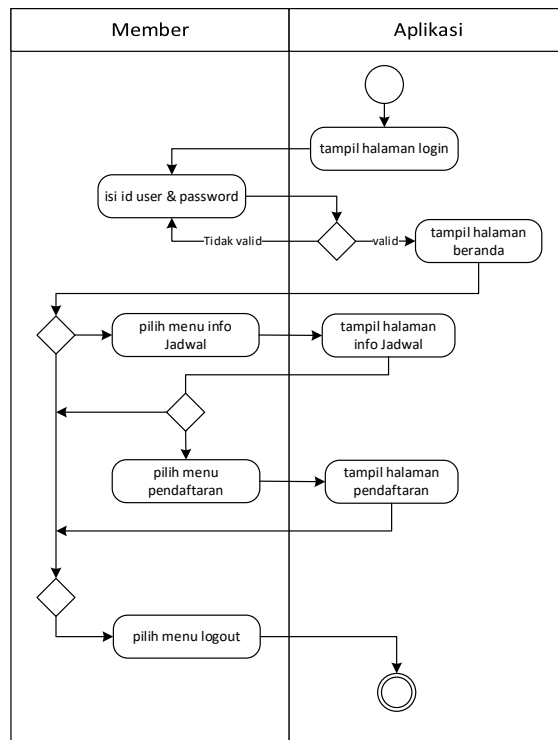 Member
Aplikasi
tampil halaman login
isi id user & password
Tidak valid
valid
tampil halaman
beranda
pilih menu info
Jadwal
tampil halaman
info Jadwal
pilih menu
pendaftaran
tampil halaman
pendaftaran
pilih menu logout